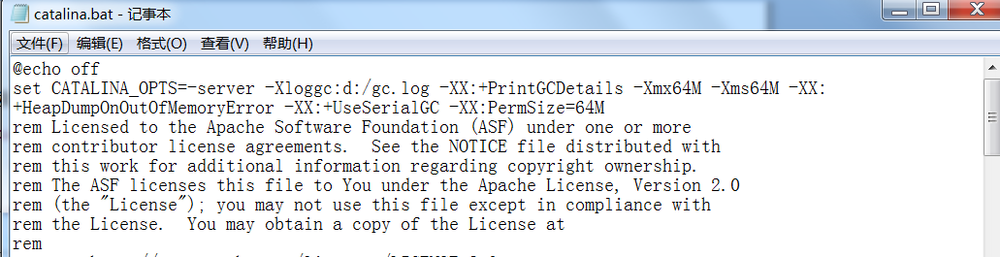 catalina.bat - 记事本
文件(F) 编辑(E) 格式(O) 查看(V) 帮助(H)
@echo off
set CATALINA_OPTS=-server -Xloggc:d:/gc.log -XX:+PrintGCDetails -Xmx64M -Xms64M -XX:
+HeapDumpOnOutOfMemoryError -XX:+UseSerialGC -XX:PermSize=64M
rem Licensed to the Apache Software Foundation (ASF) under one or more
rem contributor license agreements.  See the NOTICE file distributed with
rem this work for additional information regarding copyright ownership.
rem The ASF licenses this file to You under the Apache License, Version 2.0
rem (the "License"); you may not use this file except in compliance with
rem the License.  You may obtain a copy of the License at
rem